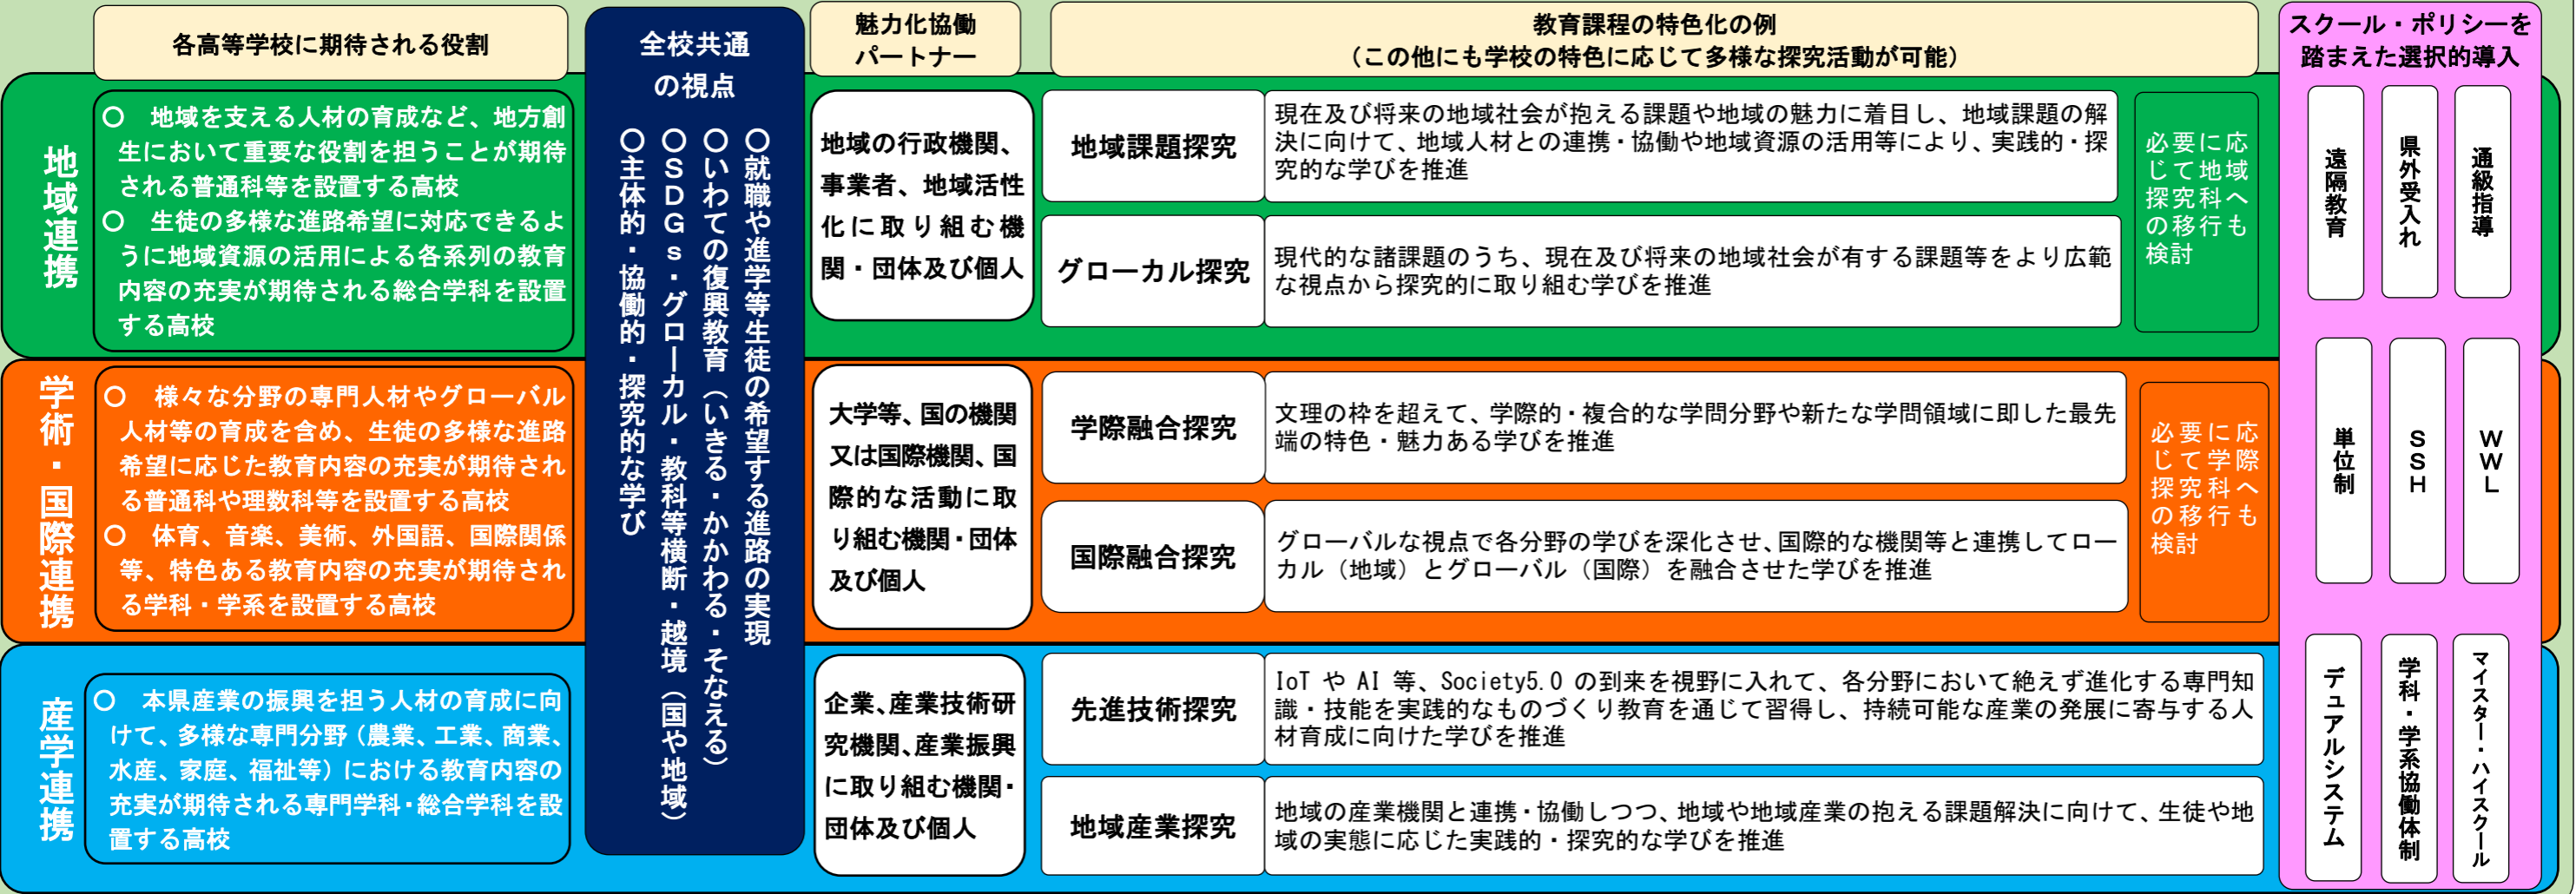 各高等学校に期待される役割
全校共通
の視点
魅力化協働
パートナー
教育課程の特色化の例
（この他にも学校の特色に応じて多様な探究活動が可能）
スクール・ポリシーを
踏まえた選択的導入
〇就職や進学等生徒の希望する進路の実現
〇いわての復興教育（いきる・かかわる・そなえる）
〇ＳＤＧｓ・グローカル・教科等横断・越境（国や地域）
〇主体的・協働的・探究的な学び
地域連携
〇　地域を支える人材の育成など、地方創
生において重要な役割を担うことが期待
される普通科等を設置する高校
〇　生徒の多様な進路希望に対応できるよ
うに地域資源の活用による各系列の教育
内容の充実が期待される総合学科を設置
する高校
地域の行政機関、
事業者、地域活性
化に取り組む機
関・団体及び個人
地域課題探究
現在及び将来の地域社会が抱える課題や地域の魅力に着目し、地域課題の解
決に向けて、地域人材との連携・協働や地域資源の活用等により、実践的・探
究的な学びを推進
グローカル探究
現代的な諸課題のうち、現在及び将来の地域社会が有する課題等をより広範
な視点から探究的に取り組む学びを推進
必要に応
じて地域
探究科へ
の移行も
検討
遠隔教育
県外受入れ
通級指導
学術・国際連携
〇　様々な分野の専門人材やグローバル
人材等の育成を含め、生徒の多様な進路
希望に応じた教育内容の充実が期待され
る普通科や理数科等を設置する高校
〇　体育、音楽、美術、外国語、国際関係
等、特色ある教育内容の充実が期待され
る学科・学系を設置する高校
大学等、国の機関
又は国際機関、国
際的な活動に取
り組む機関・団体
及び個人
学際融合探究
文理の枠を超えて、学際的・複合的な学問分野や新たな学問領域に即した最先
端の特色・魅力ある学びを推進
国際融合探究
グローバルな視点で各分野の学びを深化させ、国際的な機関等と連携してロー
カル（地域）とグローバル（国際）を融合させた学びを推進
必要に応
じて学際
探究科へ
の移行も
検討
単位制
ＳＳＨ
ＷＷＬ
産学連携
〇　本県産業の振興を担う人材の育成に向
けて、多様な専門分野（農業、工業、商業、
水産、家庭、福祉等）における教育内容の
充実が期待される専門学科・総合学科を設
置する高校
企業、産業技術研
究機関、産業振興
に取り組む機関・
団体及び個人
先進技術探究
IoT や AI 等、Society5.0 の到来を視野に入れて、各分野において絶えず進化する専門知
識・技能を実践的なものづくり教育を通じて習得し、持続可能な産業の発展に寄与する人
材育成に向けた学びを推進
地域産業探究
地域の産業機関と連携・協働しつつ、地域や地域産業の抱える課題解決に向けて、生徒や地
域の実態に応じた実践的・探究的な学びを推進
デュアルシステム
学科・学系協働体制
マイスター・ハイスクール